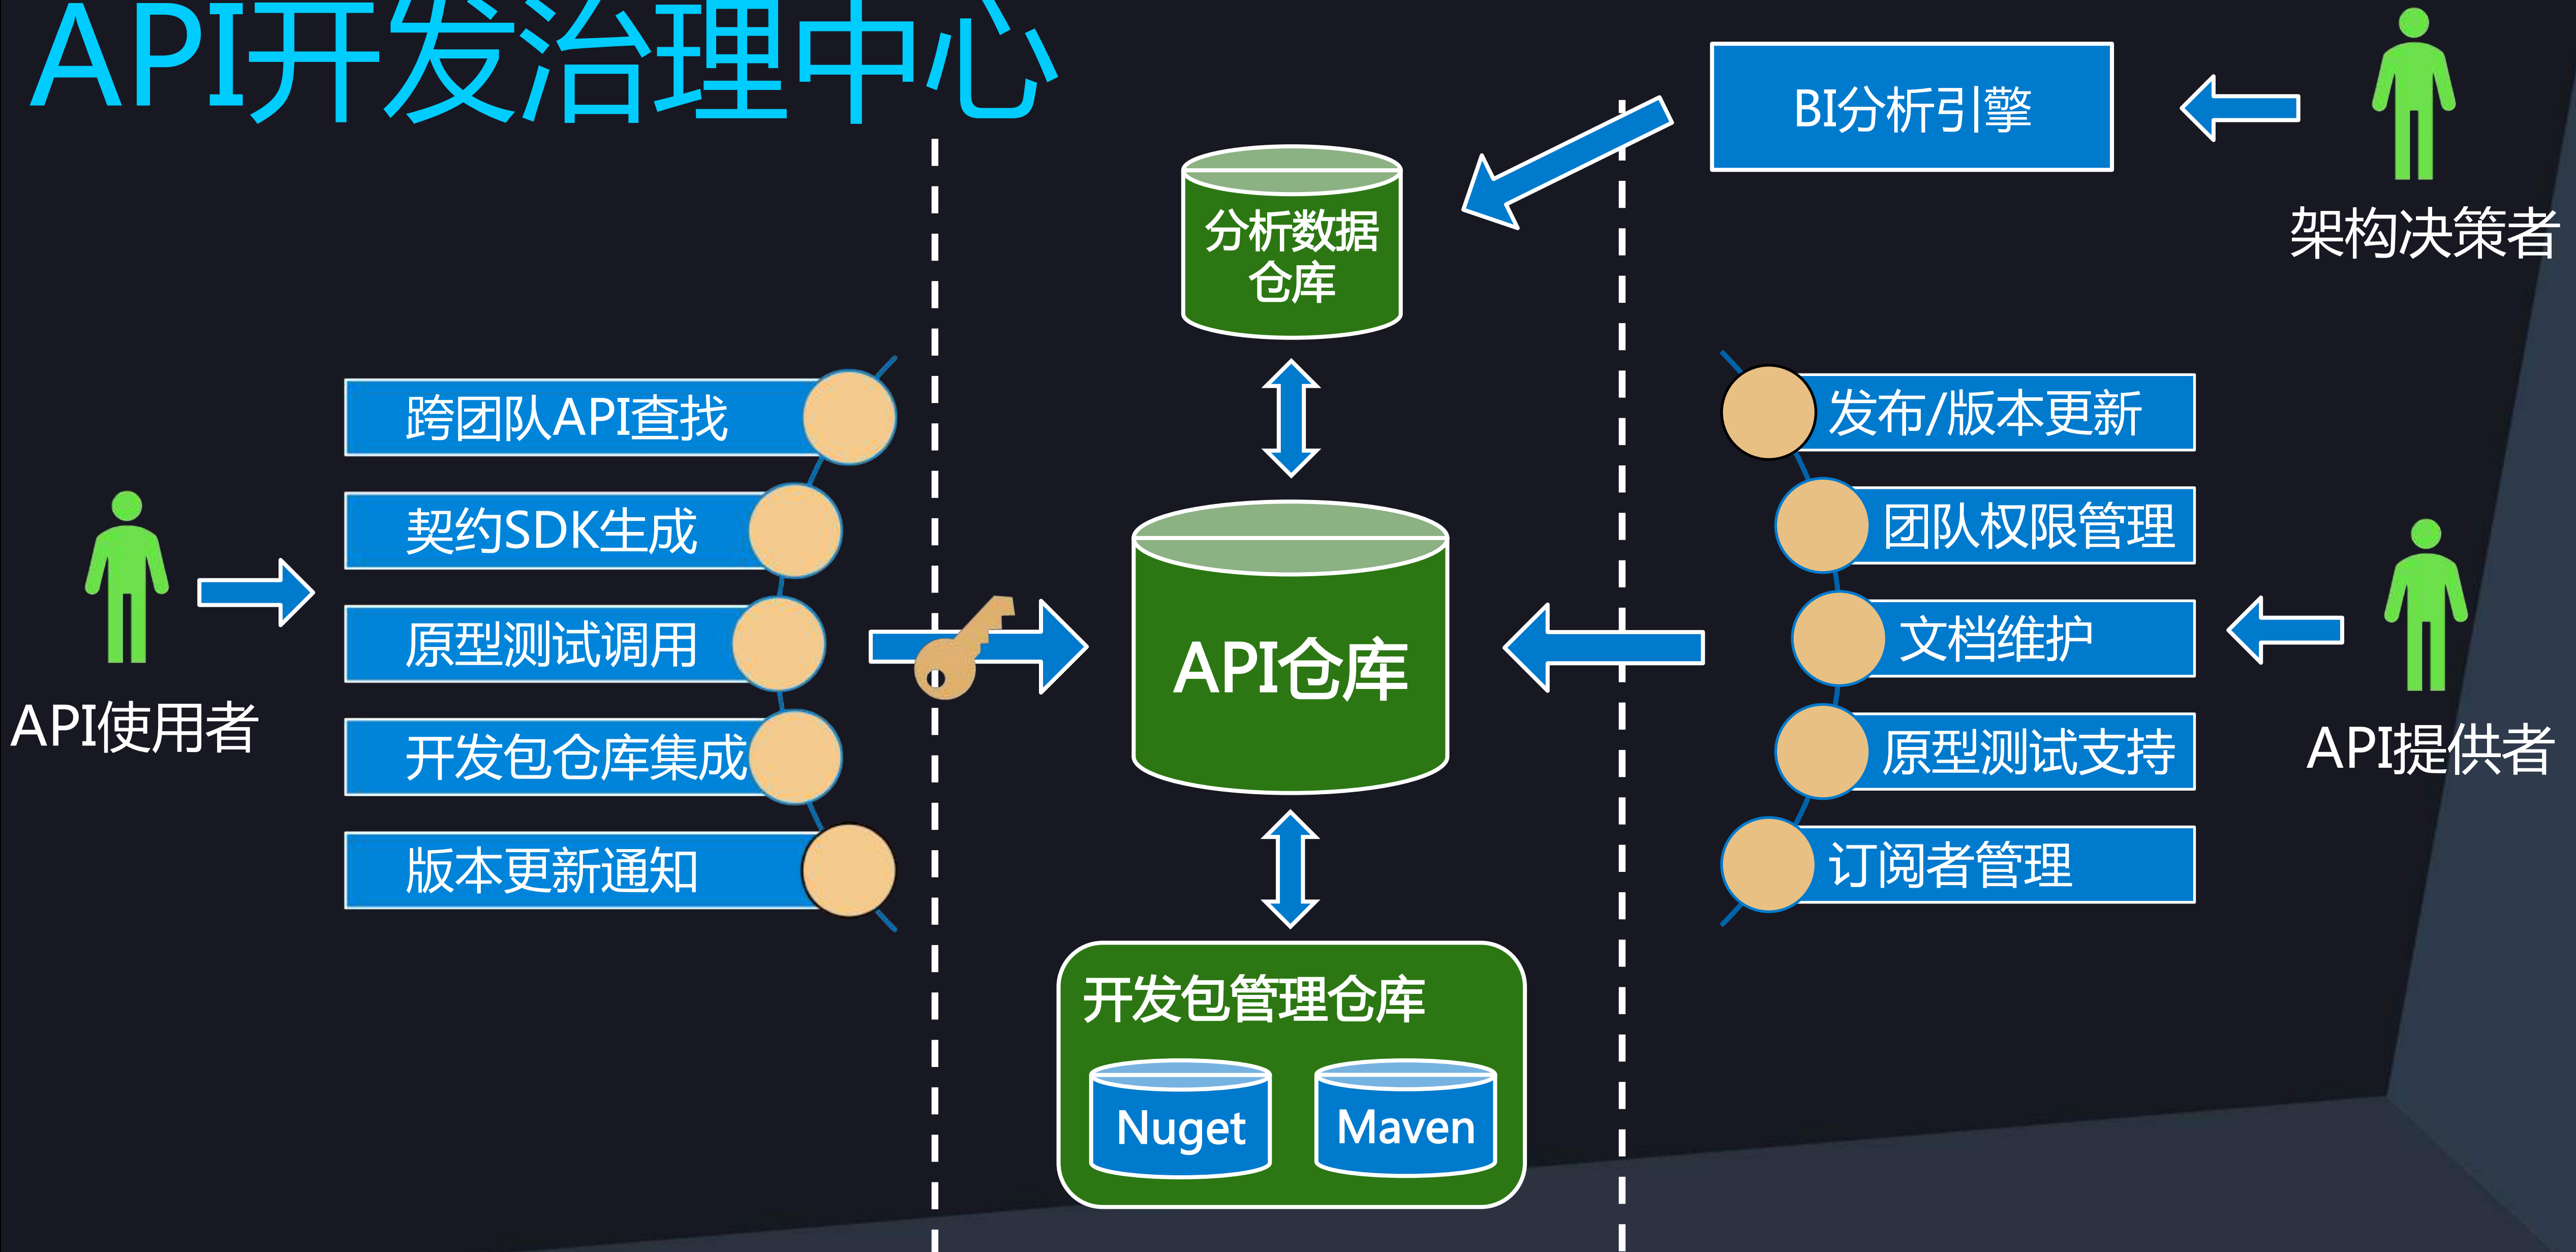 API开发治理中心
BI分析引擎
架构决策者
分析数据
仓库
跨团队API查找
契约SDK生成
原型测试调用
开发包仓库集成
版本更新通知
API使用者
API仓库
发布/版本更新
团队权限管理
文档维护
原型测试支持
订阅者管理
API提供者
开发包管理仓库
Nuget
Maven